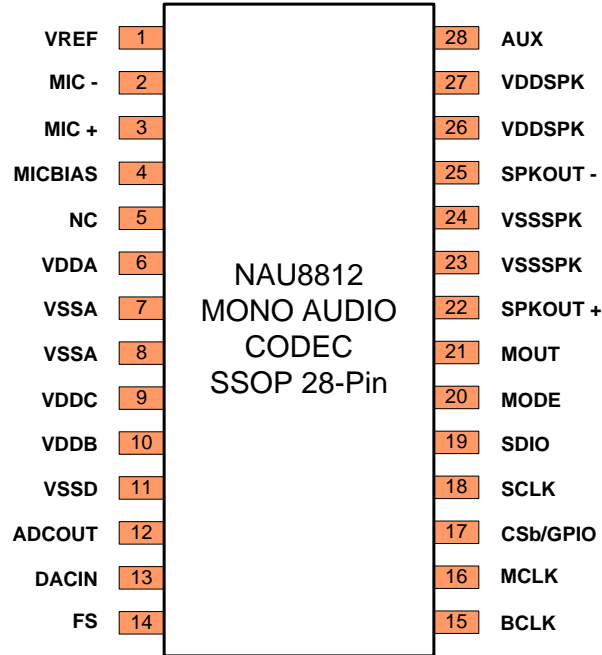 VREF 1 28 AUX
MIC - 2 27 VDDSPK
MIC + 3 26 VDDSPK
MICBIAS 4 25 SPKOUT -
NC 5 24 VSSSPK
VDDA 6 23 VSSSPK
VSSA 7 22 SPKOUT +
VSSA 8 21 MOUT
VDDC 9 20 MODE
VDDB 10 19 SDIO
VSSD 11 18 SCLK
ADCOUT 12 17 CSb/GPIO
DACIN 13 16 MCLK
FS 14 15 BCLK
NAU8812
MONO AUDIO
CODEC
SSOP 28-Pin